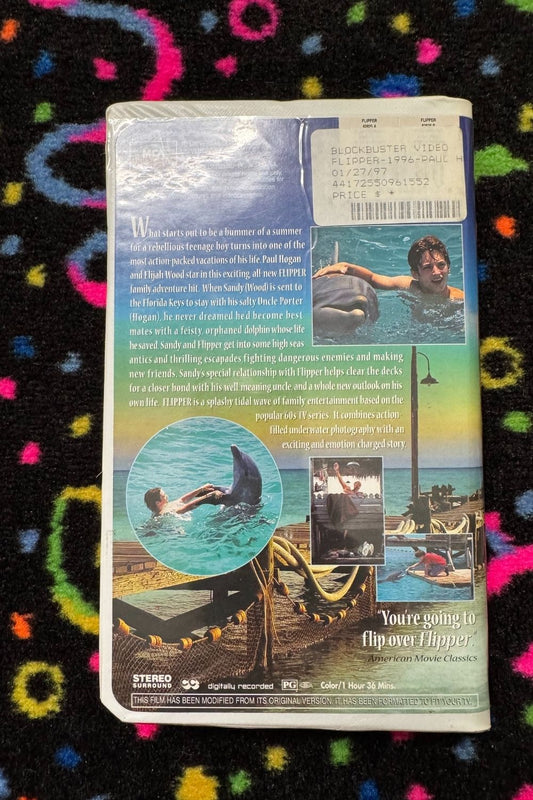 FLIPPER
FLIPPER
BLOCKBUSTER VIDEO
FLIPPER-1996-PAUL H
01/27/97
44172550961552
PRICE $ *
What starts out to be a bummer of a summer
for a rebellious teenage boy turns into one of the
most action-packed vacations of his life. Paul Hogan
and Elijah Wood star in this exciting, all-new FLIPPER
family adventure hit. When Sandy (Wood) is sent to
the Florida Keys to stay with his salty Uncle Porter
(Hogan), he never dreamed he'd become best
mates with a feisty, orphaned dolphin whose life
he saved. Sandy and Flipper get into some high seas
antics and thrilling escapades fighting dangerous enemies and making
new friends. Sandy's special relationship with Flipper helps clear the decks
for a closer bond with his well meaning uncle, and a whole new outlook on his
own life. FLIPPER is a splashy tidal wave of family entertainment based on the
popular 60s TV series. It combines action-
filled underwater photography with an
exciting and emotion charged story.
"You're going to
flip over Flipper."
American Movie Classics
STEREO
SURROUND
digitally recorded
PG
Color/1 Hour 36 Mins.
THIS FILM HAS BEEN MODIFIED FROM ITS ORIGINAL VERSION. IT HAS BEEN FORMATTED TO FIT YOUR TV.